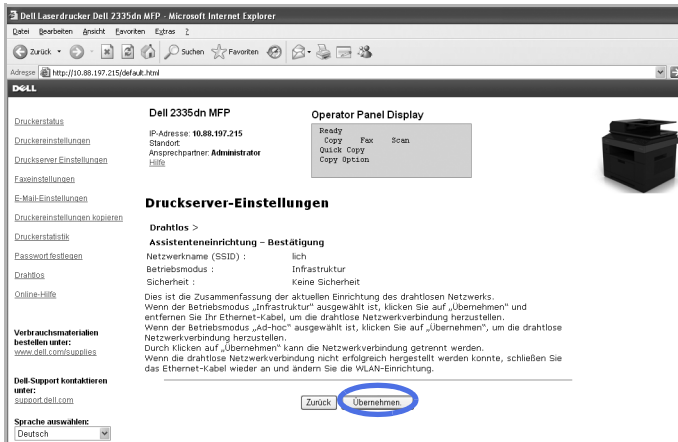 Dell Laserdrucker Dell 2335dn MFP - Microsoft Internet Explorer
Datei Bearbeiten Ansicht Favoriten Extras ?
Zurück Suchen Favoriten
Adresse http://10.88.197.215/default.html
DELL
Druckerstatus
Druckereinstellungen
Druckserver Einstellungen
Faxeinstellungen
E-Mail-Einstellungen
Druckereinstellungen kopieren
Druckerstatistik
Passwort festlegen
Drahtlos
Online-Hilfe
Verbrauchsmaterialien
bestellen unter:
www.dell.com/supplies
Dell-Support kontaktieren
unter:
support.dell.com
Sprache auswählen:
Deutsch
Dell 2335dn MFP
IP-Adresse: 10.88.197.215
Standort
Ansprechpartner: Administrator
Hilfe
Operator Panel Display
Ready
Copy Fax Scan
Quick Copy
Copy Option
Druckserver-Einstellungen
Drahtlos >
Assistenteneinrichtung – Bestätigung
Netzwerkname (SSID) : lich
Betriebsmodus : Infrastruktur
Sicherheit : Keine Sicherheit
Dies ist die Zusammenfassung der aktuellen Einrichtung des drahtlosen Netzwerks.
Wenn der Betriebsmodus „Infrastruktur" ausgewählt ist, klicken Sie auf „Übernehmen" und
entfernen Sie Ihr Ethernet-Kabel, um die drahtlose Netzwerkverbindung herzustellen.
Wenn der Betriebsmodus „Ad-hoc" ausgewählt ist, klicken Sie auf „Übernehmen", um die drahtlose
Netzwerkverbindung herzustellen.
Durch Klicken auf „Übernehmen" kann die Netzwerkverbindung getrennt werden.
Wenn die drahtlose Netzwerkverbindung nicht erfolgreich hergestellt werden konnte, schließen Sie
das Ethernet-Kabel wieder an und ändern Sie die WLAN-Einrichtung.
Zurück Übernehmen.